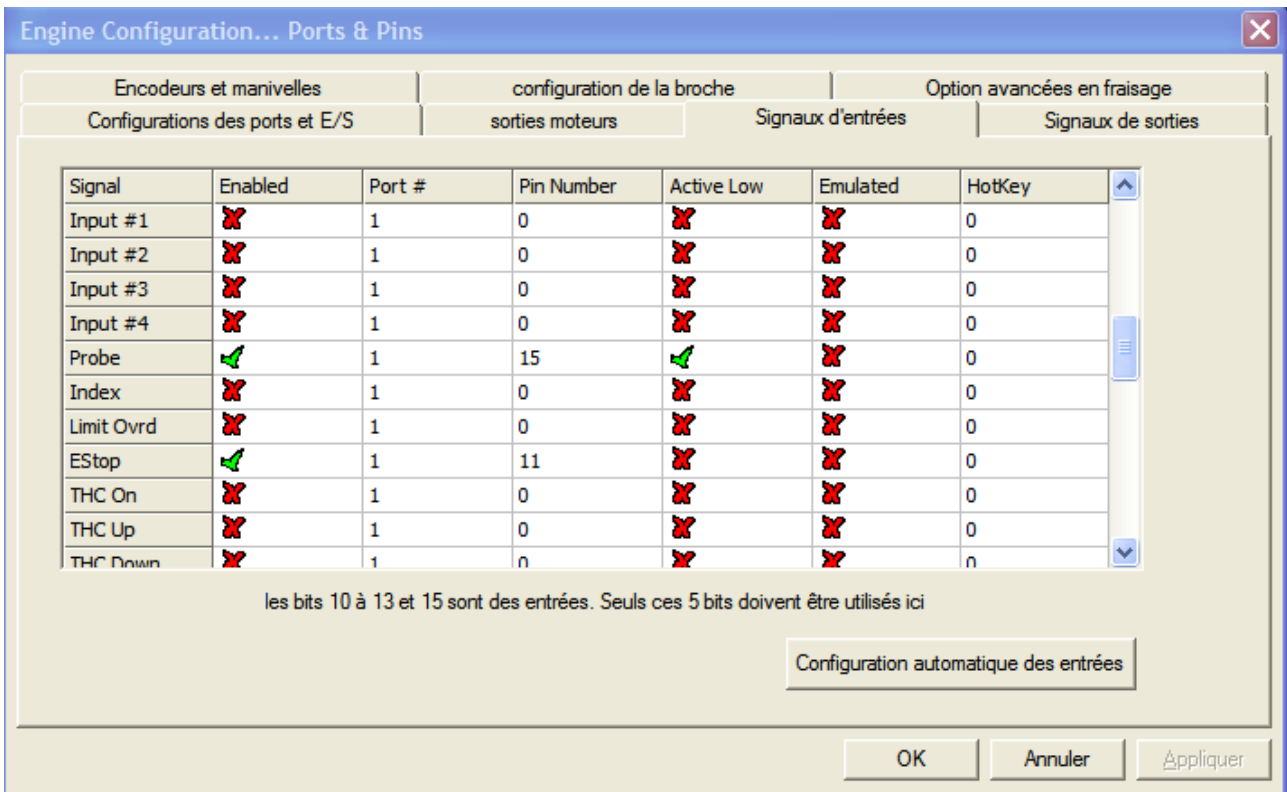 Engine Configuration... Ports & Pins
Encodeurs et manivelles configuration de la broche Option avancées en fraisage
Configurations des ports et E/S sorties moteurs Signaux d'entrées Signaux de sorties
Signal Enabled Port # Pin Number Active Low Emulated HotKey
Input #1 1 0 0
Input #2 1 0 0
Input #3 1 0 0
Input #4 1 0 0
Probe 1 15 0
Index 1 0 0
Limit Ovrd 1 0 0
EStop 1 11 0
THC On 1 0 0
THC Up 1 0 0
THC Down 1 0 0
les bits 10 à 13 et 15 sont des entrées. Seuls ces 5 bits doivent être utilisés ici
Configuration automatique des entrées
OK Annuler Appliquer